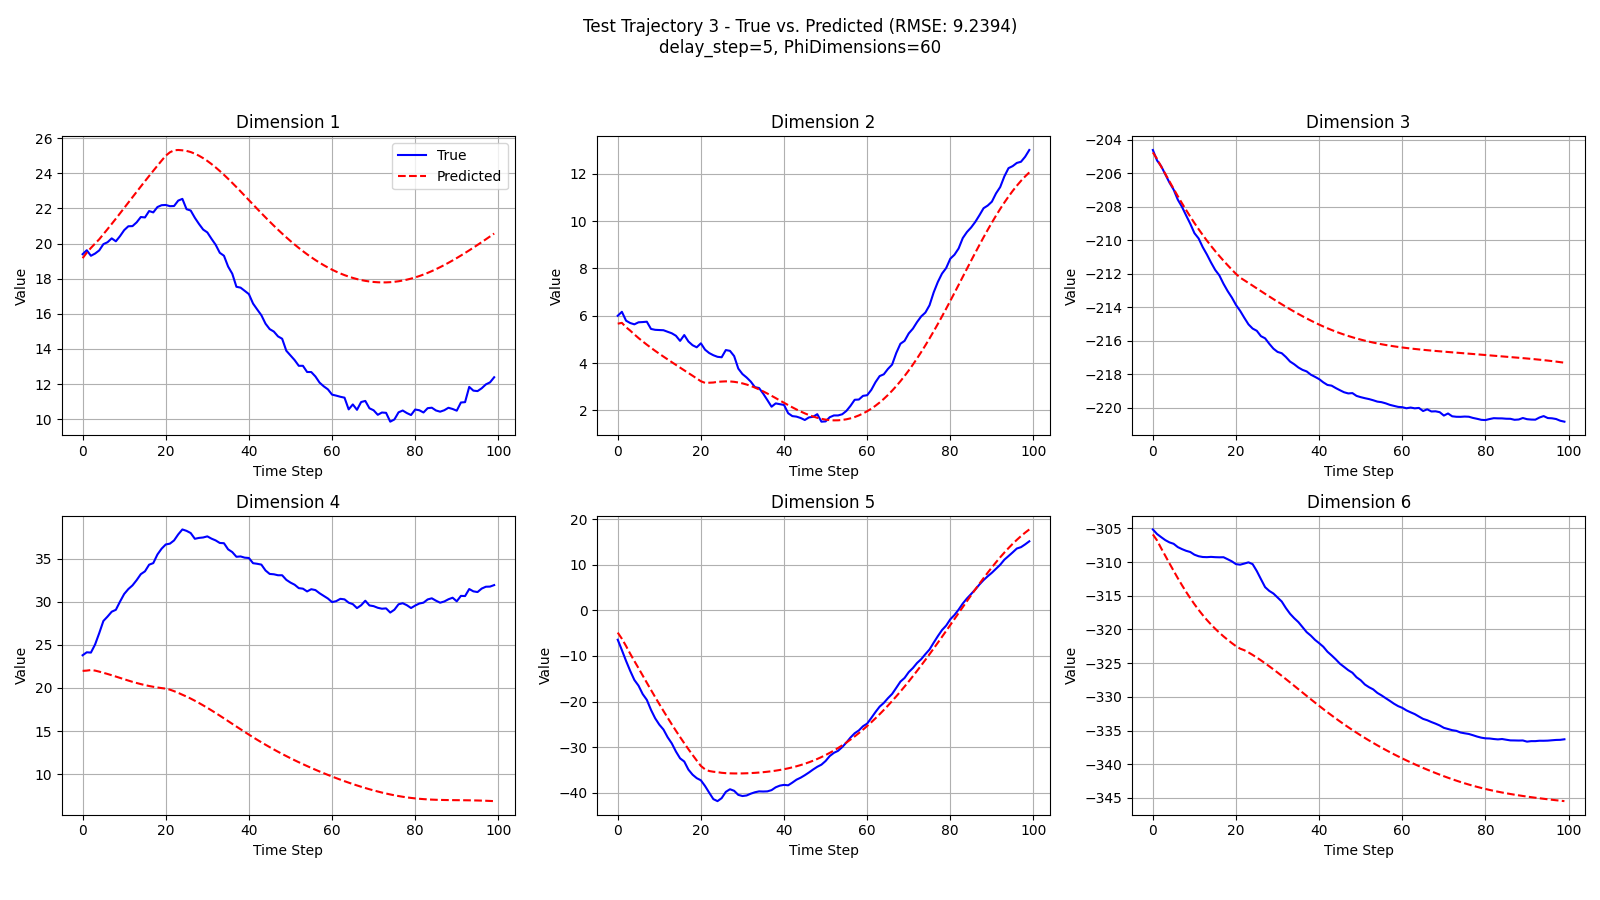 Test Trajectory 3 - True vs. Predicted (RMSE: 9.2394)
delay_step=5, PhiDimensions=60
Dimension 1
26
24
22
20
18
16
14
12
10
Value
0 20 40 60 80 100
Time Step
True
Predicted
Dimension 2
12
10
8
6
4
2
Value
0 20 40 60 80 100
Time Step
Dimension 3
−204
−206
−208
−210
−212
−214
−216
−218
−220
Value
0 20 40 60 80 100
Time Step
Dimension 4
35
30
25
20
15
10
Value
0 20 40 60 80 100
Time Step
Dimension 5
20
10
0
−10
−20
−30
−40
Value
0 20 40 60 80 100
Time Step
Dimension 6
−305
−310
−315
−320
−325
−330
−335
−340
−345
Value
0 20 40 60 80 100
Time Step